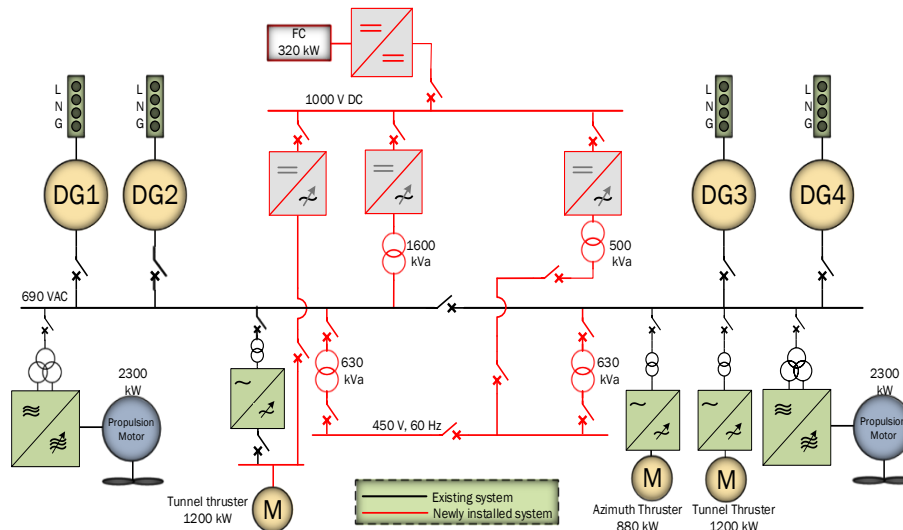 FC
320 kW
1000 V DC
L
N
G
L
N
G
L
N
G
L
N
G
DG1
DG2
DG3
DG4
1600
kVa
500
kVa
690 VAC
630
kVa
630
kVa
2300
kW
Propulsion
Motor
2300
kW
Propulsion
Motor
450 V, 60 Hz
M
Tunnel thruster
1200 kW
Existing system
Newly installed system
M
Azimuth Thruster
880 kW
M
Tunnel Thruster
1200 kW